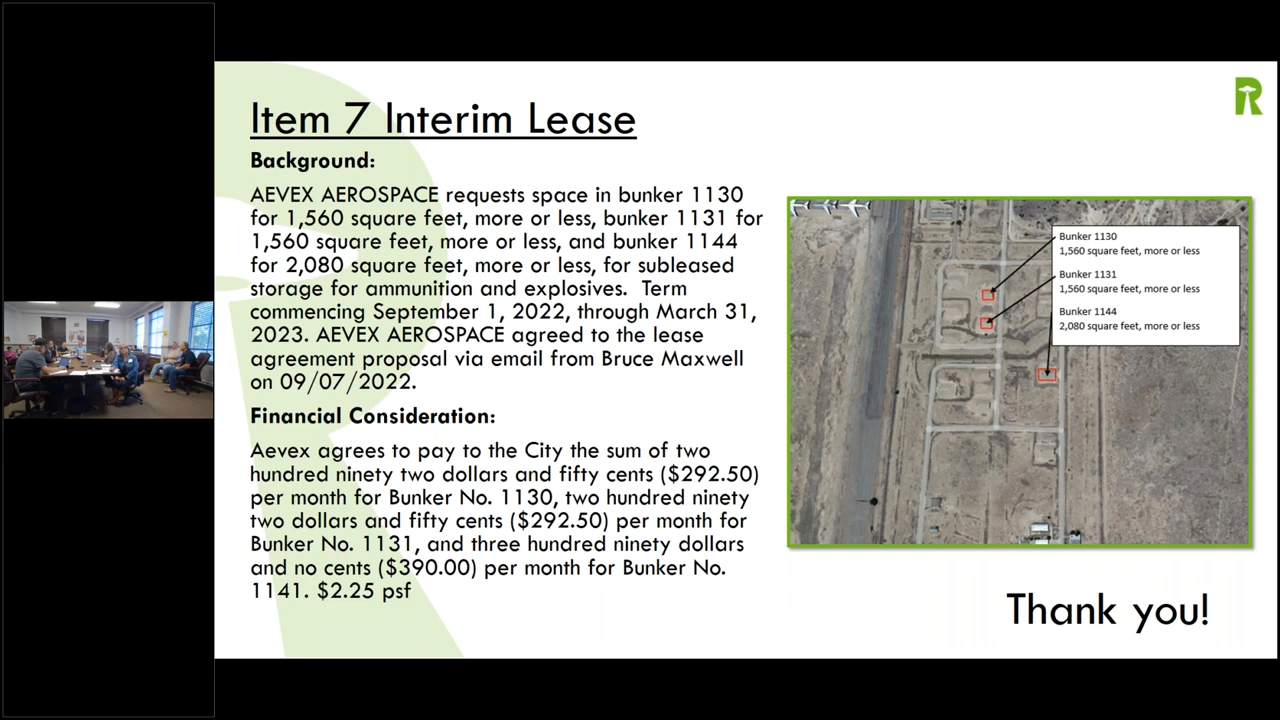 Item 7 Interim Lease
Background:
AEVEX AEROSPACE requests space in bunker 1130
for 1,560 square feet, more or less, bunker 1131 for
1,560 square feet, more or less, and bunker 1144
for 2,080 square feet, more or less, for subleased
storage for ammunition and explosives. Term
commencing September 1, 2022, through March 31,
2023. AEVEX AEROSPACE agreed to the lease
agreement proposal via email from Bruce Maxwell
on 09/07/2022.
Financial Consideration:
Aevex agrees to pay to the City the sum of two
hundred ninety two dollars and fifty cents ($292.50)
per month for Bunker No. 1130, two hundred ninety
two dollars and fifty cents ($292.50) per month for
Bunker No. 1131, and three hundred ninety dollars
and no cents ($390.00) per month for Bunker No.
1141. $2.25 psf
R
Bunker 1130
1,560 square feet, more or less
Bunker 1131
1,560 square feet, more or less
Bunker 1144
2,080 square feet, more or less
Thank you!